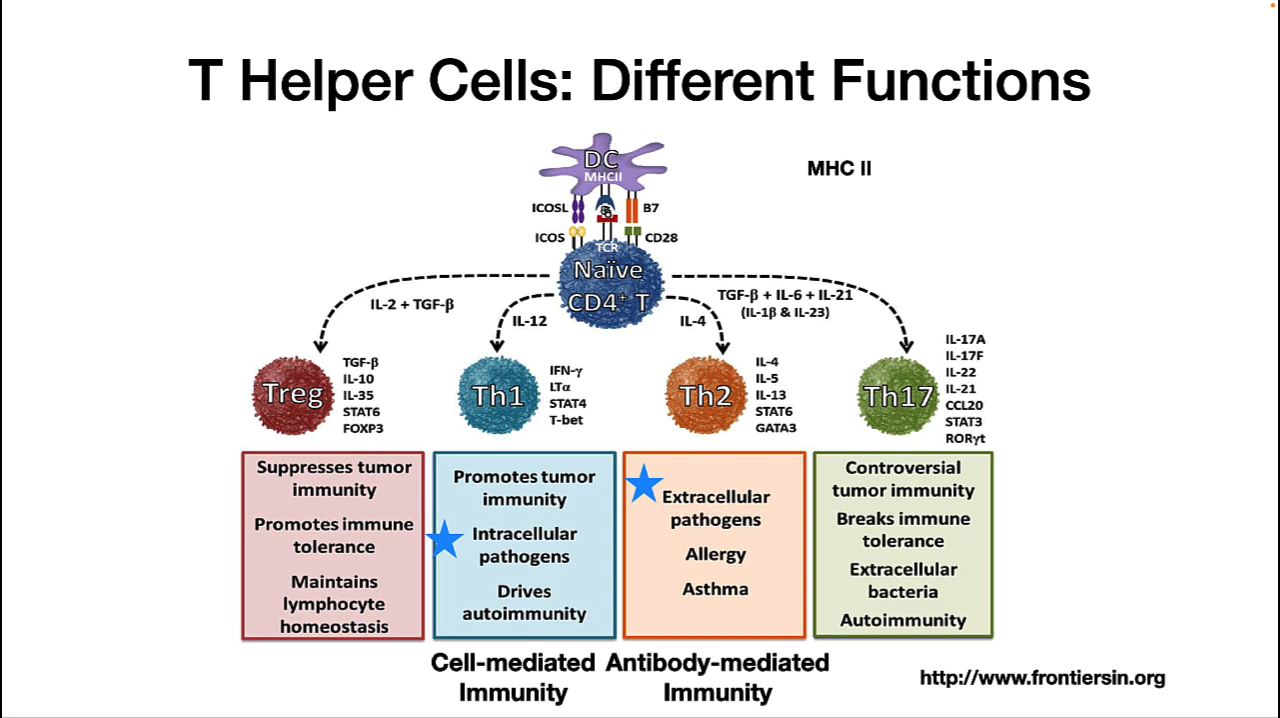 T Helper Cells: Different Functions
DC
MHCII
MHC II
ICOSL
B7
ICOS
CD28
TCR
Naïve
CD4⁺ T
IL-2 + TGF-β
IL-12
IL-4
TGF-β + IL-6 + IL-21
(IL-1β & IL-23)
Treg
TGF-β
IL-10
IL-35
STAT6
FOXP3
Th1
IFN-γ
LTα
STAT4
T-bet
Th2
IL-4
IL-5
IL-13
STAT6
GATA3
Th17
IL-17A
IL-17F
IL-22
IL-21
CCL20
STAT3
RORγt
Suppresses tumor
immunity
Promotes immune
tolerance
Maintains
lymphocyte
homeostasis
Promotes tumor
immunity
Intracellular
pathogens
Drives
autoimmunity
Extracellular
pathogens
Allergy
Asthma
Controversial
tumor immunity
Breaks immune
tolerance
Extracellular
bacteria
Autoimmunity
Cell-mediated
Immunity
Antibody-mediated
Immunity
http://www.frontiersin.org